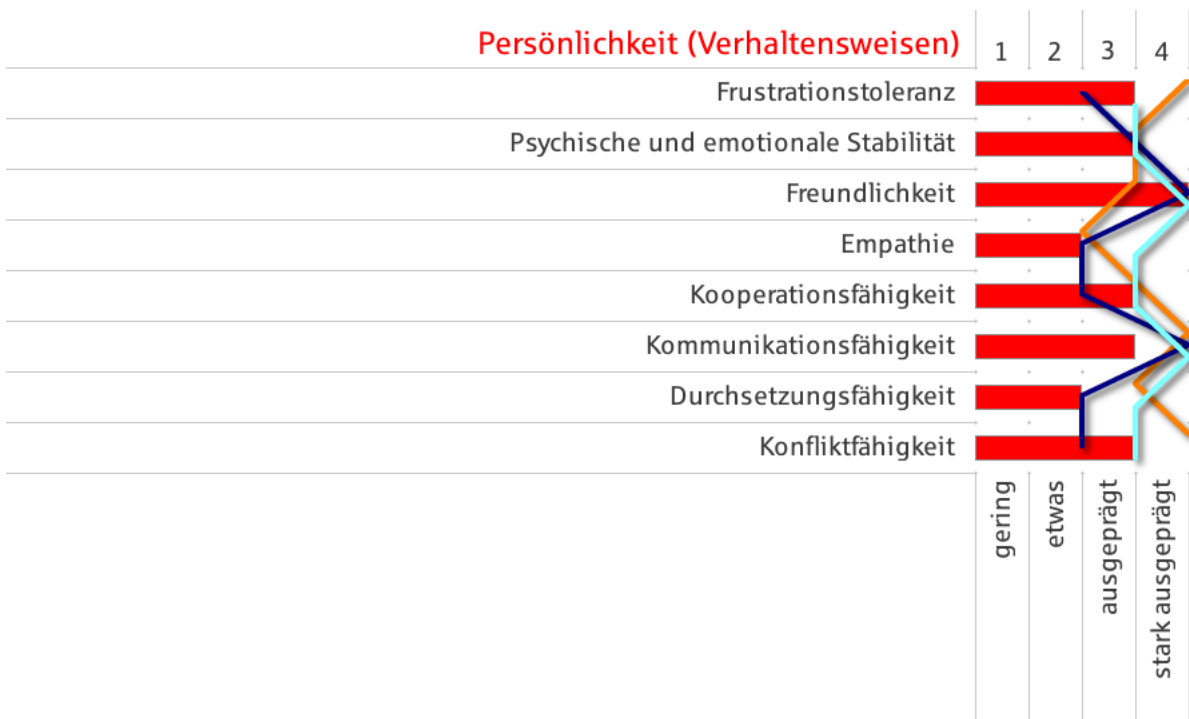 Persönlichkeit (Verhaltensweisen) 1 2 3 4
Frustrationstoleranz
Psychische und emotionale Stabilität
Freundlichkeit
Empathie
Kooperationsfähigkeit
Kommunikationsfähigkeit
Durchsetzungsfähigkeit
Konfliktfähigkeit
gering
etwas
ausgeprägt
stark ausgeprägt